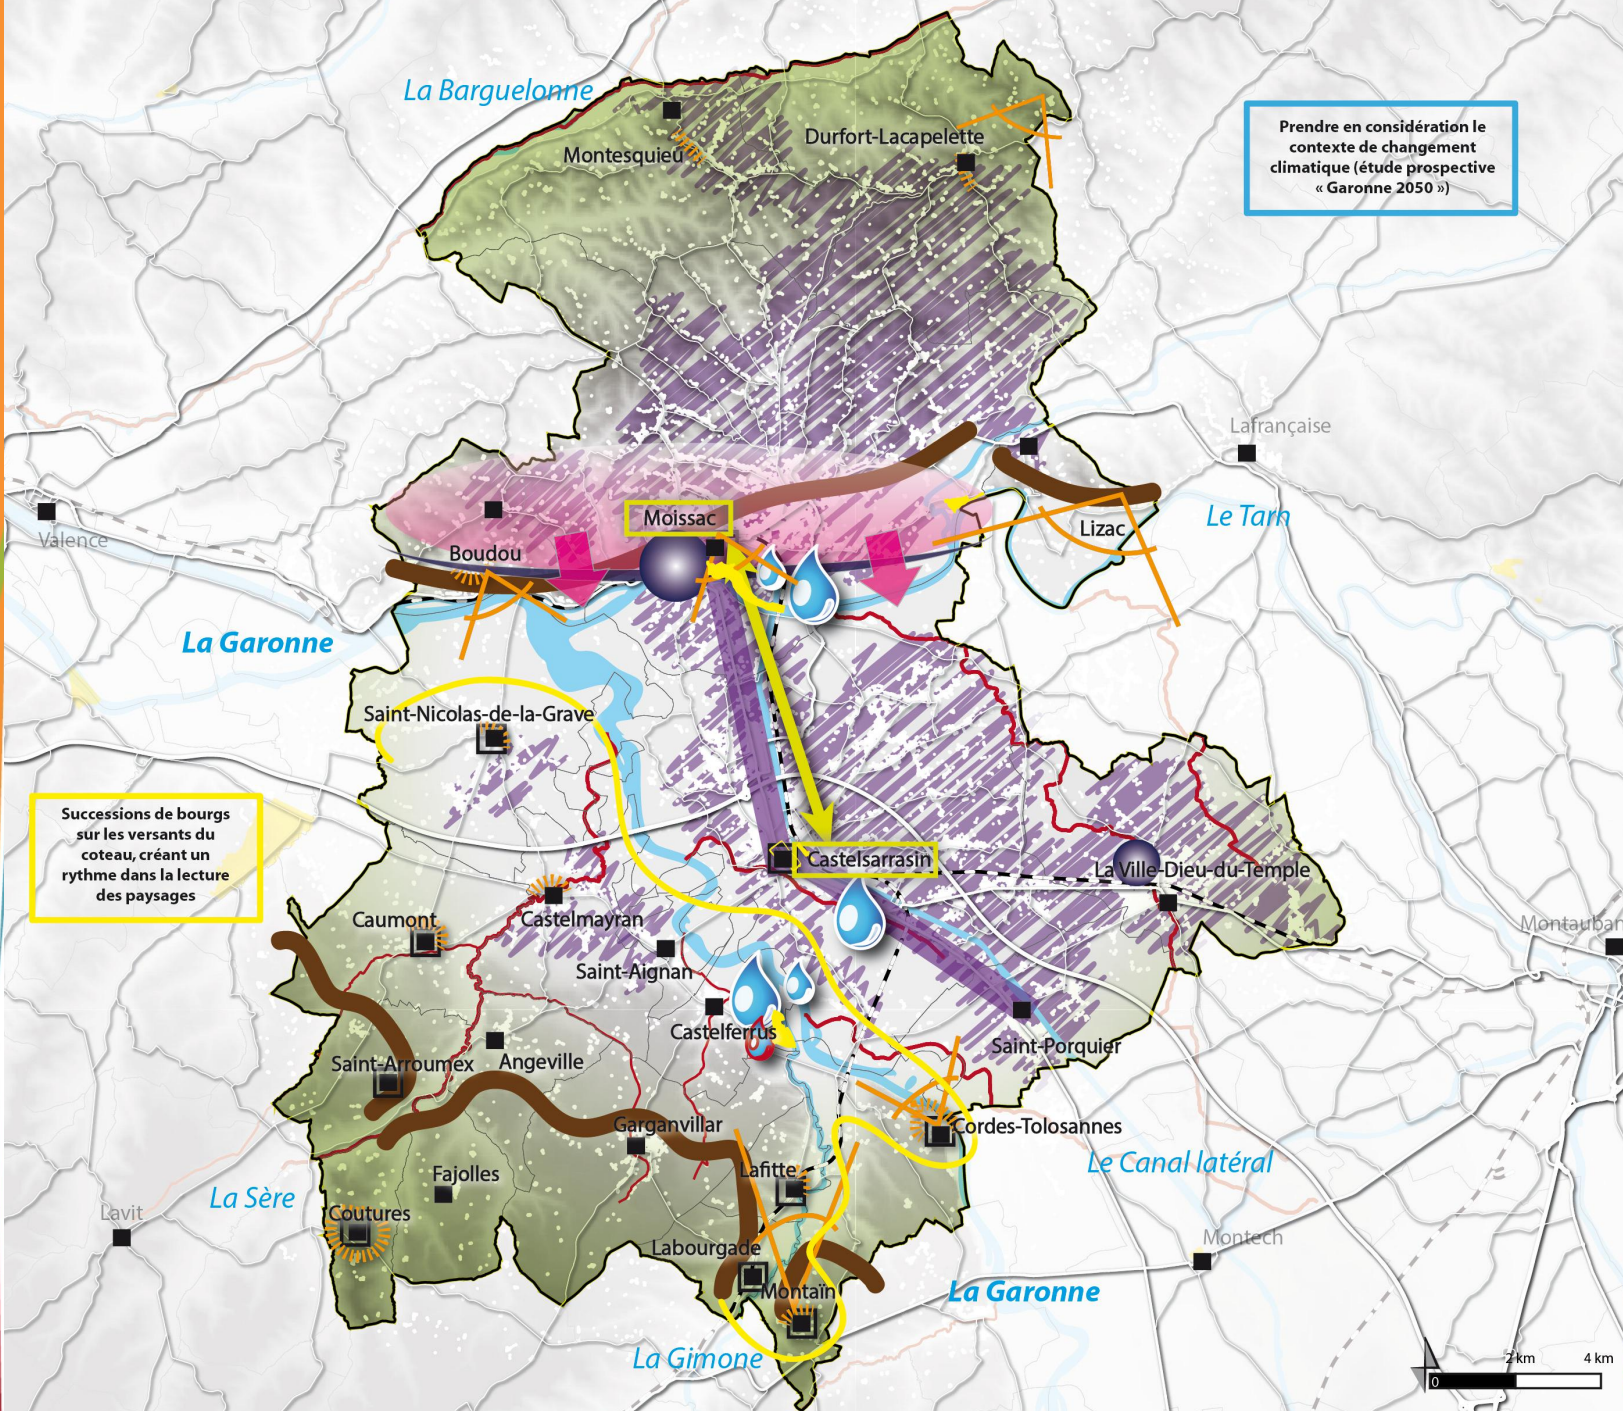 La Barguelonne
Montesquieu
Durfort-Lacapelette
Prendre en considération le
contexte de changement
climatique (étude prospective
« Garonne 2050 »)
Lafrançaise
Moissac
Le Tarn
Lizac
Valence
Boudou
La Garonne
Saint-Nicolas-de-la-Grave
Successions de bourgs
sur les versants du
coteau, créant un
rythme dans la lecture
des paysages
Castelsarrasin
La Ville-Dieu-du-Temple
Caumont
Castelmayran
Montauban
Saint-Aignan
Castelferrus
Saint-Porquier
Saint-Arroumex
Angeville
Garganvillar
Cordes-Tolosannes
Le Canal latéral
Lafitte
Fajolles
La Sère
Lavit
Coutures
Montech
Labourgade
Montaïn
La Garonne
La Gimone
2 km
4 km
0